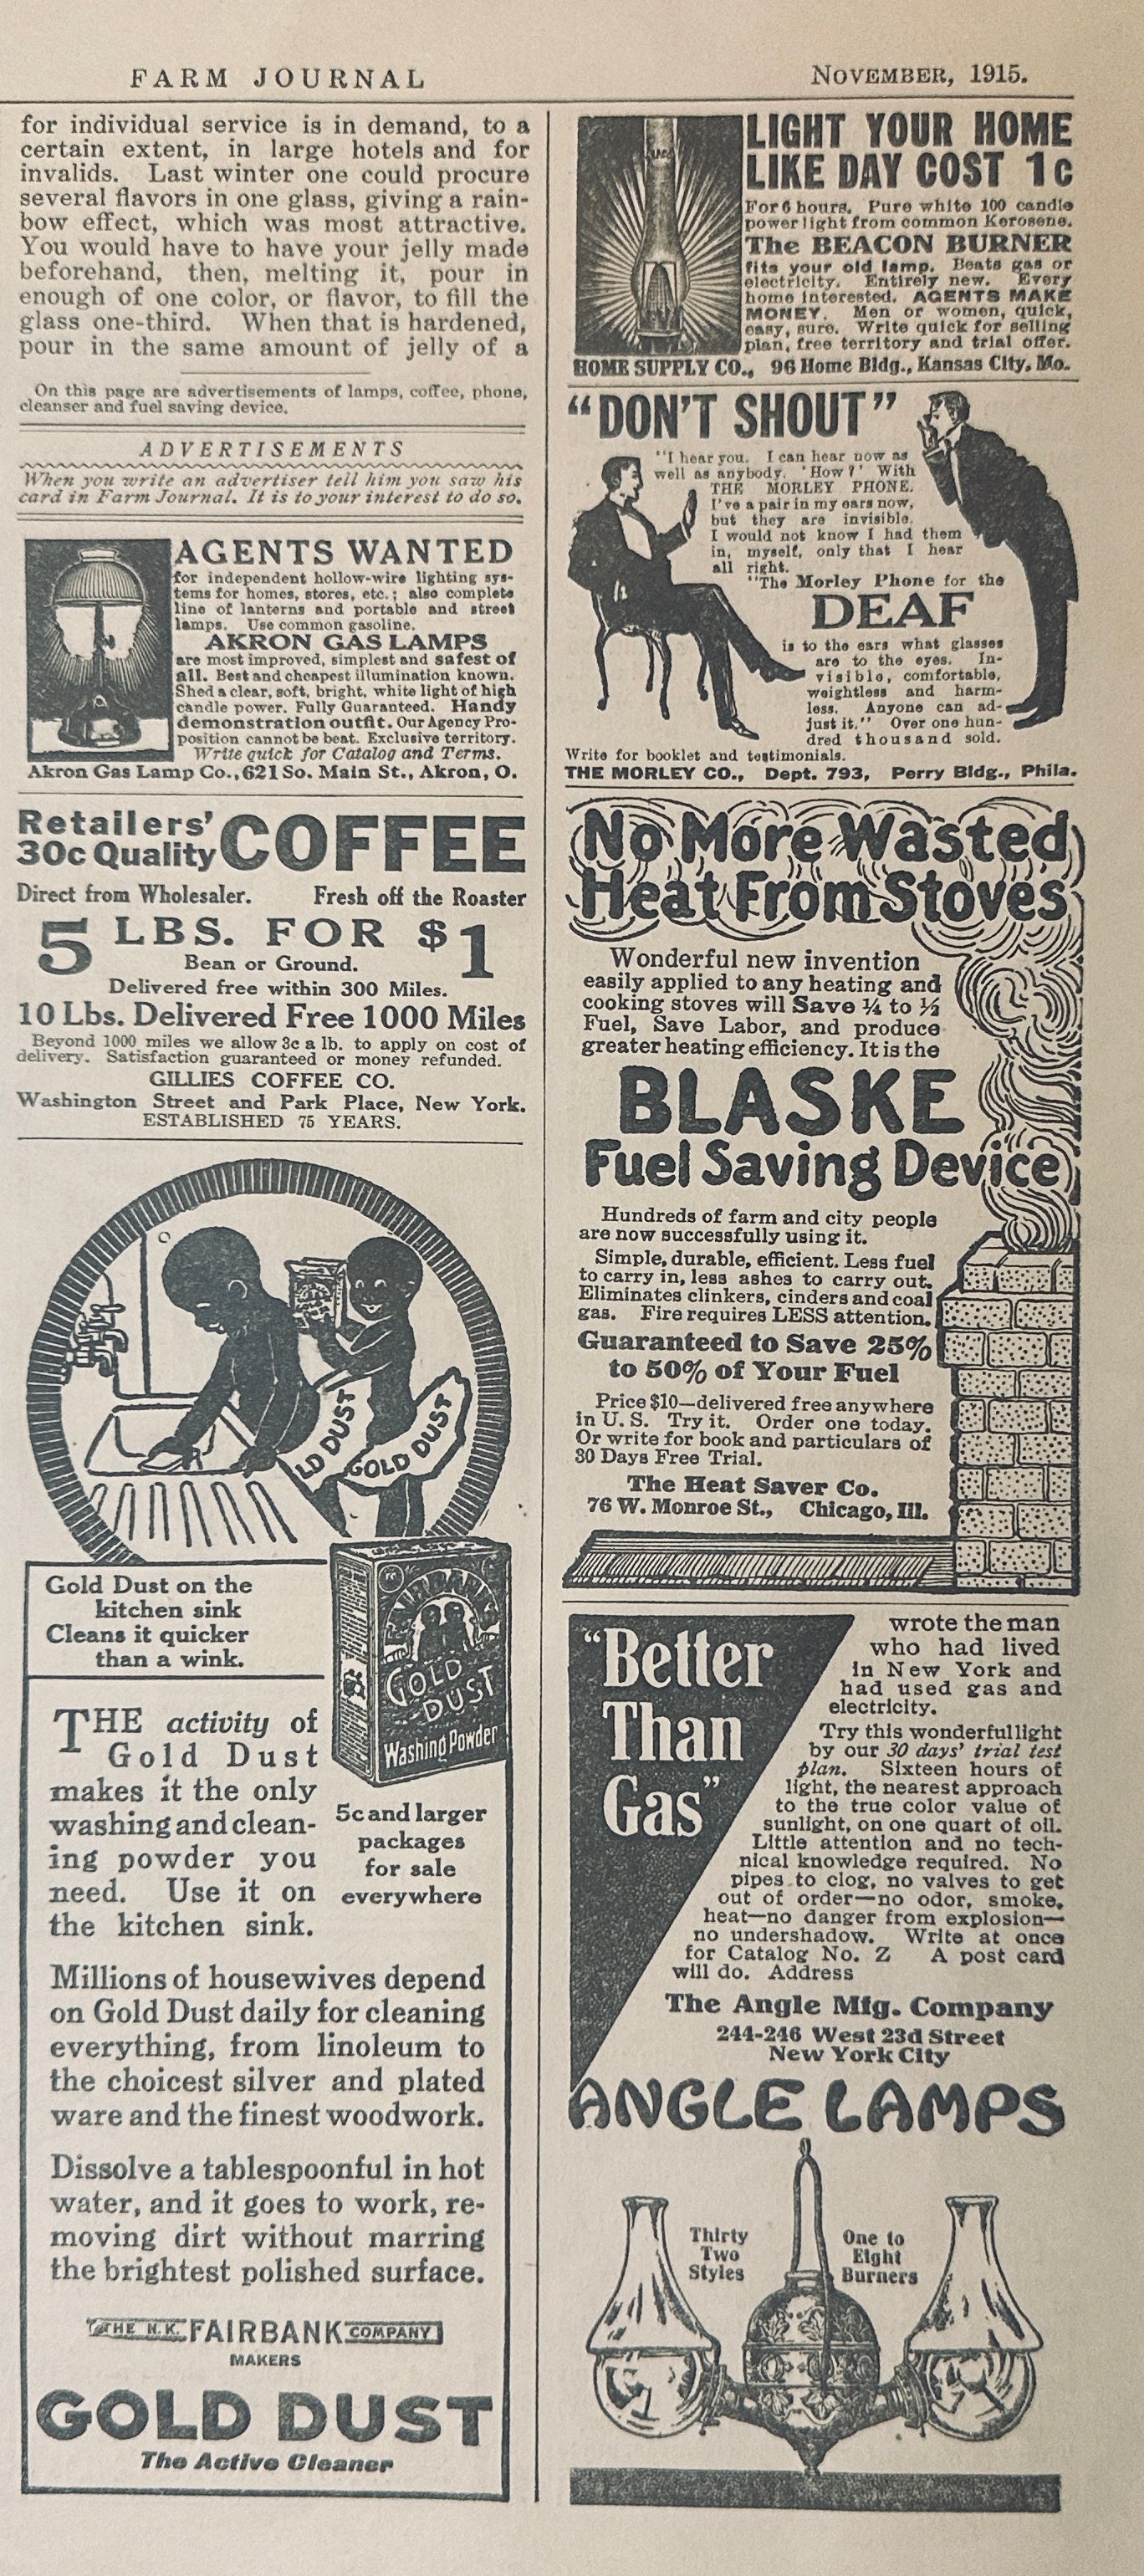 FARM JOURNAL
NOVEMBER, 1915.
for individual service is in demand, to a
certain extent, in large hotels and for
invalids. Last winter one could procure
several flavors in one glass, giving a rain-
bow effect, which was most attractive.
You would have to have your jelly made
beforehand, then, melting it, pour in
enough of one color, or flavor, to fill the
glass one-third. When that is hardened,
pour in the same amount of jelly of a
On this page are advertisements of lamps, coffee, phone,
cleanser and fuel saving device.
ADVERTISEMENTS
When you write an advertiser tell him you saw his
card in Farm Journal. It is to your interest to do so.
AGENTS WANTED
for independent hollow-wire lighting sys-
tems for homes, stores, etc.; also complete
line of lanterns and portable and street
lamps. Use common gasoline.
AKRON GAS LAMPS
are most improved, simplest and safest of
all. Best and cheapest illumination known.
Shed a clear, soft, bright, white light of high
candle power. Fully Guaranteed. Handy
demonstration outfit. Our Agency Pro-
position cannot be beat. Exclusive territory.
Write quick for Catalog and Terms.
Akron Gas Lamp Co., 621 So. Main St., Akron, O.
Retailers'
30c Quality COFFEE
Direct from Wholesaler. Fresh off the Roaster
5 LBS. FOR $1
Bean or Ground.
Delivered free within 300 Miles.
10 Lbs. Delivered Free 1000 Miles
Beyond 1000 miles we allow 3c a lb. to apply on cost of
delivery. Satisfaction guaranteed or money refunded.
GILLIES COFFEE CO.
Washington Street and Park Place, New York.
ESTABLISHED 75 YEARS.
LD DUST
GOLD DUST
Gold Dust on the
kitchen sink
Cleans it quicker
than a wink.
FAIRBANK'S
GOLD
DUST
Washing Powder
THE activity of
Gold Dust
makes it the only
washing and clean-
ing powder you
need. Use it on
the kitchen sink.
5c and larger
packages
for sale
everywhere
Millions of housewives depend
on Gold Dust daily for cleaning
everything, from linoleum to
the choicest silver and plated
ware and the finest woodwork.
Dissolve a tablespoonful in hot
water, and it goes to work, re-
moving dirt without marring
the brightest polished surface.
THE N.K. FAIRBANK COMPANY
MAKERS
GOLD DUST
The Active Cleaner
LIGHT YOUR HOME
LIKE DAY COST 1c
For 6 hours. Pure white 100 candle
power light from common Kerosene.
The BEACON BURNER
fits your old lamp. Beats gas or
electricity. Entirely new. Every
home interested. AGENTS MAKE
MONEY. Men or women, quick,
easy, sure. Write quick for selling
plan, free territory and trial offer.
HOME SUPPLY CO., 96 Home Bldg., Kansas City, Mo.
"DON'T SHOUT"
"I hear you. I can hear now as
well as anybody. 'How?' With
THE MORLEY PHONE.
I've a pair in my ears now,
but they are invisible.
I would not know I had them
in, myself, only that I hear
all right.
"The Morley Phone for the
DEAF
is to the ears what glasses
are to the eyes. In-
visible, comfortable,
weightless and harm-
less. Anyone can ad-
just it." Over one hun-
dred thousand sold.
Write for booklet and testimonials.
THE MORLEY CO., Dept. 793, Perry Bldg., Phila.
No More Wasted
Heat From Stoves
Wonderful new invention
easily applied to any heating and
cooking stoves will Save ¼ to ½
Fuel, Save Labor, and produce
greater heating efficiency. It is the
BLASKE
Fuel Saving Device
Hundreds of farm and city people
are now successfully using it.
Simple, durable, efficient. Less fuel
to carry in, less ashes to carry out.
Eliminates clinkers, cinders and coal
gas. Fire requires LESS attention.
Guaranteed to Save 25%
to 50% of Your Fuel
Price $10—delivered free anywhere
in U. S. Try it. Order one today.
Or write for book and particulars of
30 Days Free Trial.
The Heat Saver Co.
76 W. Monroe St., Chicago, Ill.
"Better
Than
Gas"
wrote the man
who had lived
in New York and
had used gas and
electricity.
Try this wonderful light
by our 30 days' trial test
plan. Sixteen hours of
light, the nearest approach
to the true color value of
sunlight, on one quart of oil.
Little attention and no tech-
nical knowledge required. No
pipes to clog, no valves to get
out of order—no odor, smoke,
heat—no danger from explosion—
no undershadow. Write at once
for Catalog No. Z A post card
will do. Address
The Angle Mfg. Company
244-246 West 23d Street
New York City
ANGLE LAMPS
Thirty
Two
Styles
One to
Eight
Burners